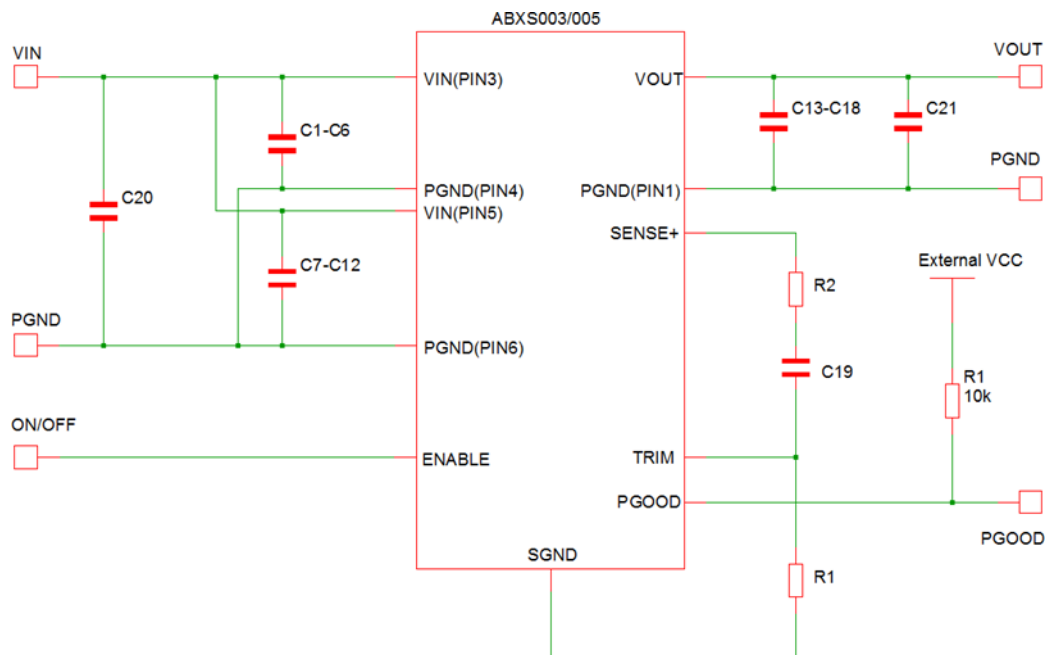 ABXS003/005
VIN
VIN(PIN3)
VOUT
VOUT
C1-C6
C13-C18
C21
PGND
C20
PGND(PIN4)
PGND(PIN1)
VIN(PIN5)
SENSE+
C7-C12
External VCC
R2
PGND
PGND(PIN6)
C19
R1
10k
ON/OFF
ENABLE
TRIM
PGOOD
PGOOD
SGND
R1